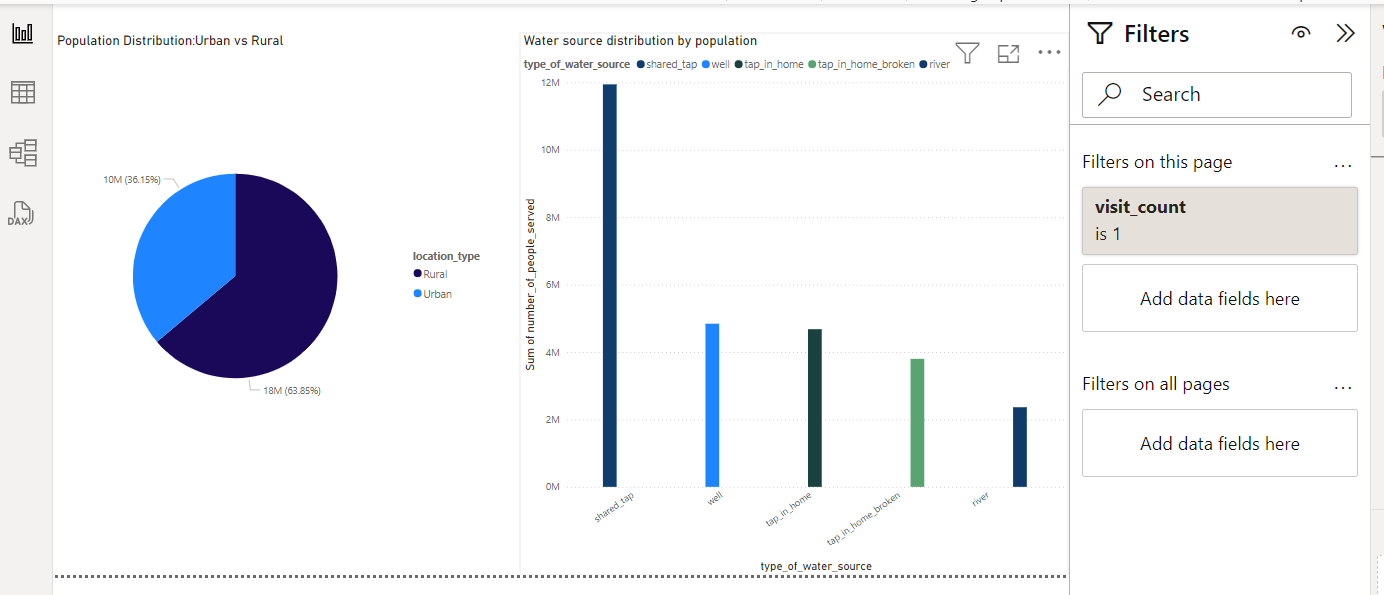 DAX
Population Distribution:Urban vs Rural
10M (36.15%)
18M (63.85%)
location_type
Rural
Urban
Water source distribution by population
type_of_water_source shared_tap well tap_in_home tap_in_home_broken river
12M
10M
8M
6M
4M
2M
0M
Sum of number_of_people_served
shared_tap
well
tap_in_home
tap_in_home_broken
river
type_of_water_source
Filters
Search
Filters on this page
...
visit_count
is 1
Add data fields here
Filters on all pages
...
Add data fields here